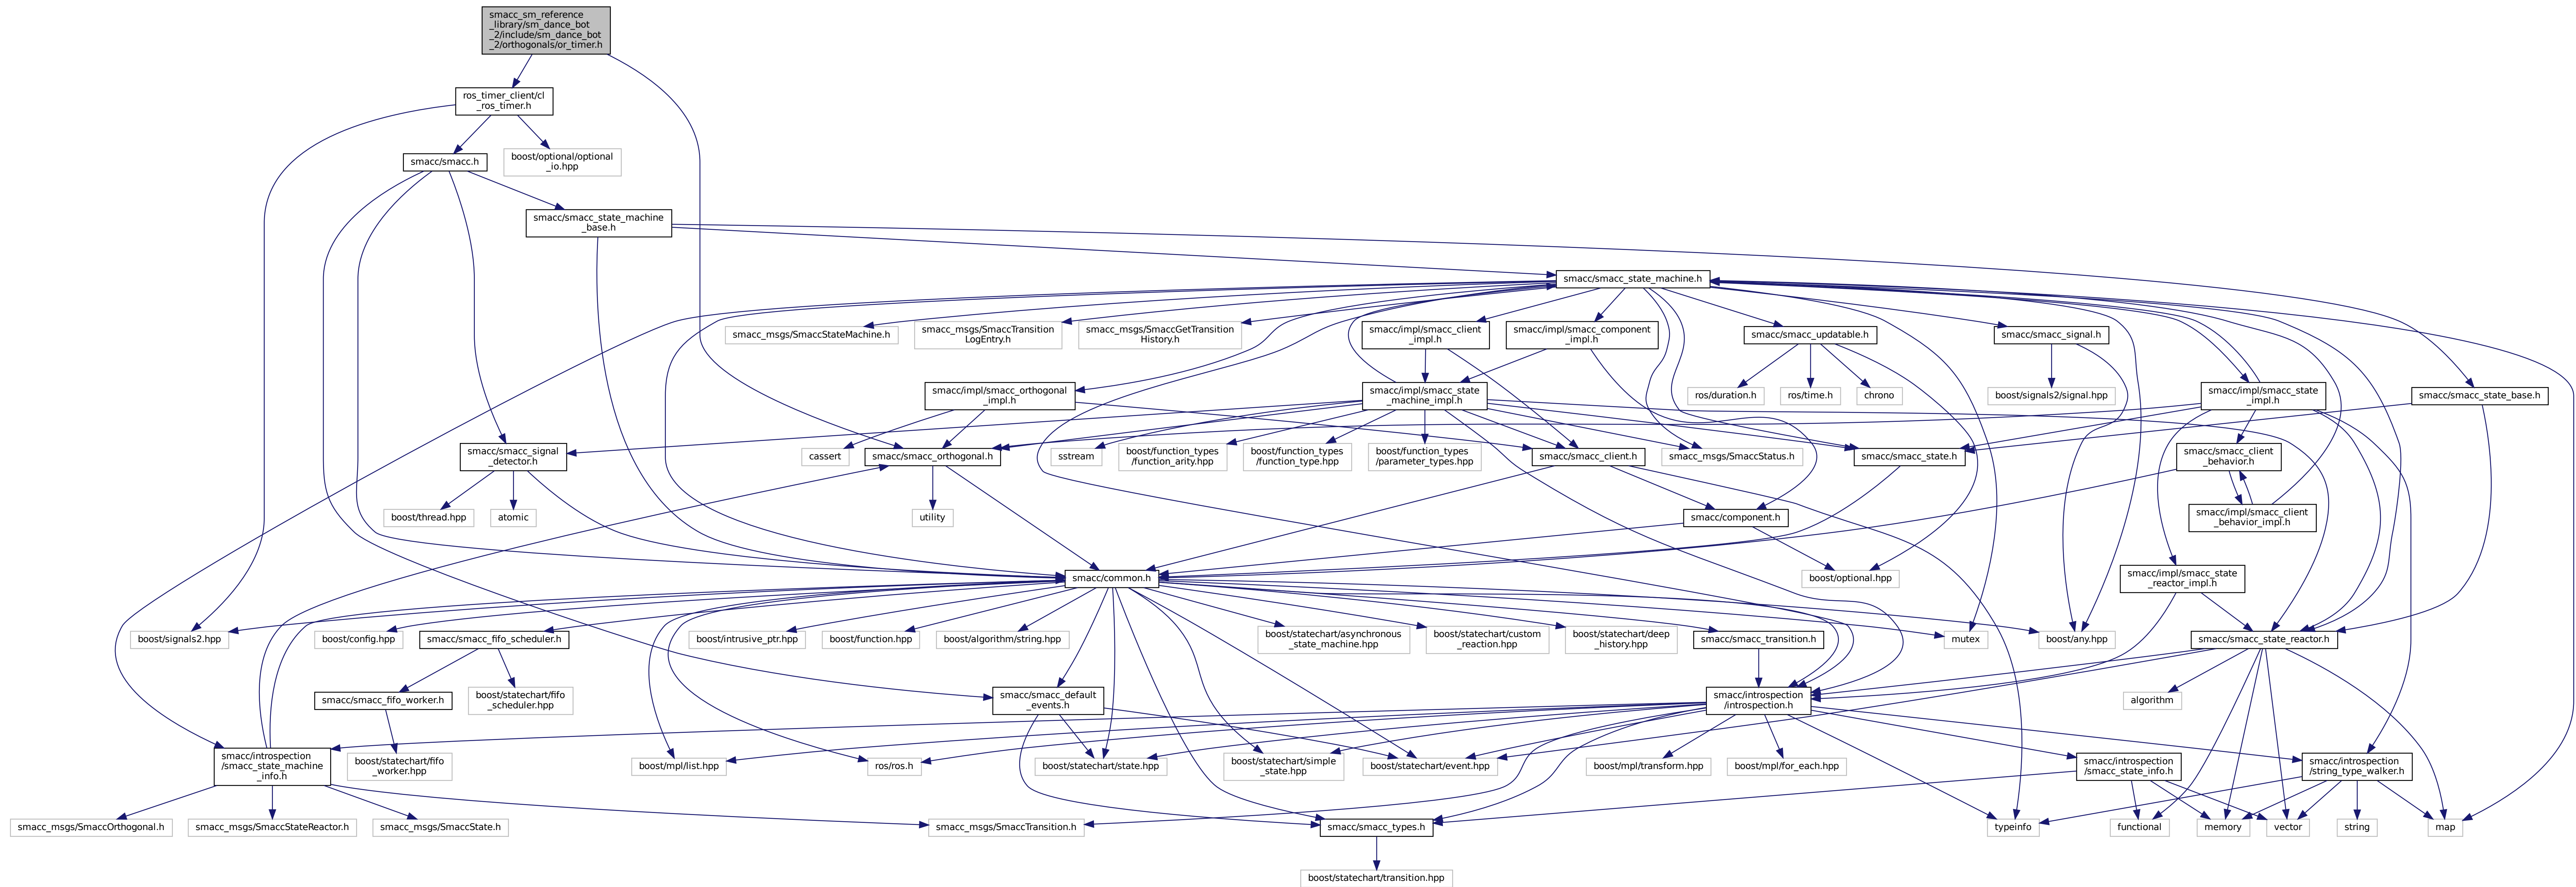 smacc_sm_reference
_library/sm_dance_bot
_2/include/sm_dance_bot
_2/orthogonals/or_timer.h
ros_timer_client/cl
_ros_timer.h
smacc/smacc.h
boost/optional/optional
_io.hpp
smacc/smacc_state_machine
_base.h
smacc/smacc_state_machine.h
smacc_msgs/SmaccStateMachine.h
smacc_msgs/SmaccTransition
LogEntry.h
smacc_msgs/SmaccGetTransition
History.h
smacc/impl/smacc_client
_impl.h
smacc/impl/smacc_component
_impl.h
smacc/smacc_updatable.h
smacc/smacc_signal.h
smacc/impl/smacc_orthogonal
_impl.h
smacc/impl/smacc_state
_machine_impl.h
ros/duration.h
ros/time.h
chrono
boost/signals2/signal.hpp
smacc/impl/smacc_state
_impl.h
smacc/smacc_state_base.h
smacc/smacc_signal
_detector.h
cassert
smacc/smacc_orthogonal.h
sstream
boost/function_types
/function_arity.hpp
boost/function_types
/function_type.hpp
boost/function_types
/parameter_types.hpp
smacc/smacc_client.h
smacc_msgs/SmaccStatus.h
smacc/smacc_state.h
smacc/smacc_client
_behavior.h
boost/thread.hpp
atomic
utility
smacc/component.h
smacc/impl/smacc_client
_behavior_impl.h
smacc/common.h
boost/optional.hpp
smacc/impl/smacc_state
_reactor_impl.h
boost/signals2.hpp
boost/config.hpp
smacc/smacc_fifo_scheduler.h
boost/intrusive_ptr.hpp
boost/function.hpp
boost/algorithm/string.hpp
boost/statechart/asynchronous
_state_machine.hpp
boost/statechart/custom
_reaction.hpp
boost/statechart/deep
_history.hpp
smacc/smacc_transition.h
mutex
boost/any.hpp
smacc/smacc_state_reactor.h
smacc/smacc_fifo_worker.h
boost/statechart/fifo
_scheduler.hpp
smacc/smacc_default
_events.h
smacc/introspection
/introspection.h
algorithm
smacc/introspection
/smacc_state_machine
_info.h
boost/statechart/fifo
_worker.hpp
boost/mpl/list.hpp
ros/ros.h
boost/statechart/state.hpp
boost/statechart/simple
_state.hpp
boost/statechart/event.hpp
boost/mpl/transform.hpp
boost/mpl/for_each.hpp
smacc/introspection
/smacc_state_info.h
smacc/introspection
/string_type_walker.h
smacc_msgs/SmaccOrthogonal.h
smacc_msgs/SmaccStateReactor.h
smacc_msgs/SmaccState.h
smacc_msgs/SmaccTransition.h
smacc/smacc_types.h
typeinfo
functional
memory
vector
string
map
boost/statechart/transition.hpp